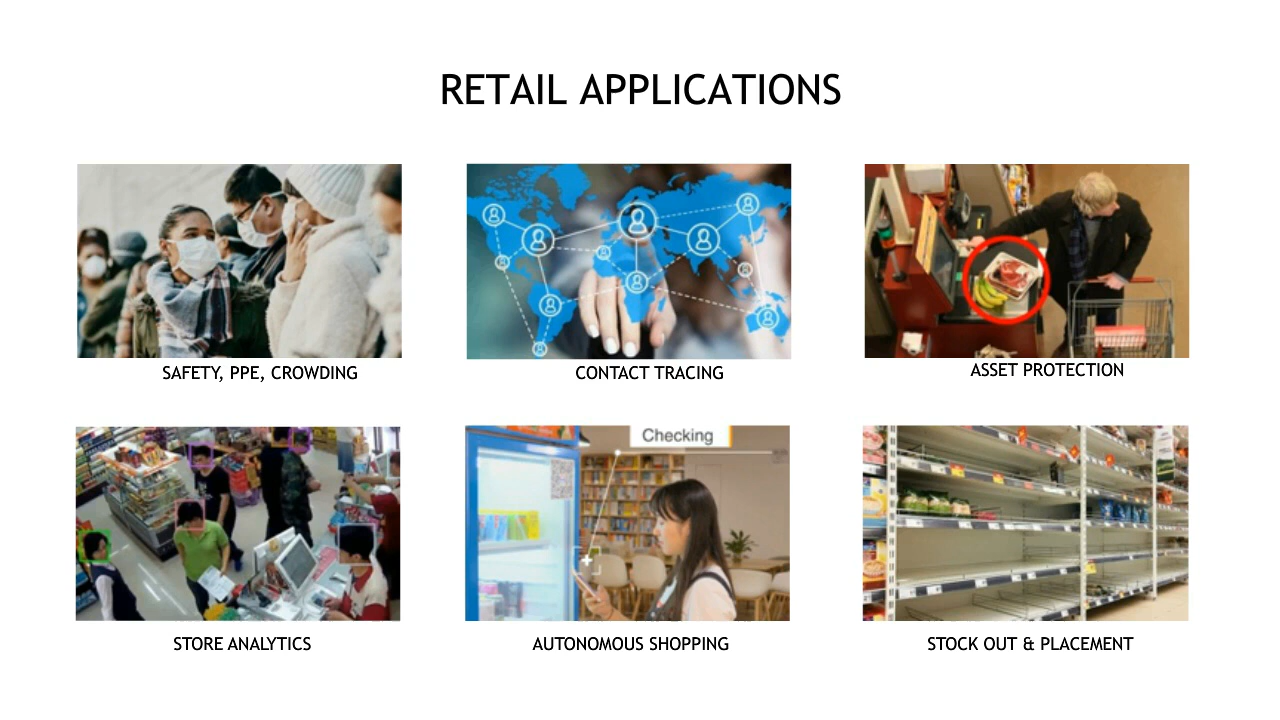 RETAIL APPLICATIONS
SAFETY, PPE, CROWDING
CONTACT TRACING
ASSET PROTECTION
Checking
STORE ANALYTICS
AUTONOMOUS SHOPPING
STOCK OUT & PLACEMENT